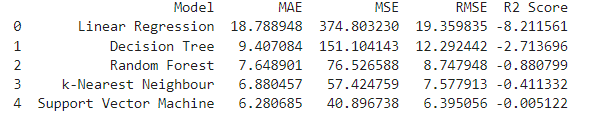 Model MAE MSE RMSE R2 Score
0 Linear Regression 18.788948 374.803230 19.359835 -8.211561
1 Decision Tree 9.407084 151.104143 12.292442 -2.713696
2 Random Forest 7.648901 76.526588 8.747948 -0.880799
3 k-Nearest Neighbour 6.880457 57.424759 7.577913 -0.411332
4 Support Vector Machine 6.280685 40.896738 6.395056 -0.005122